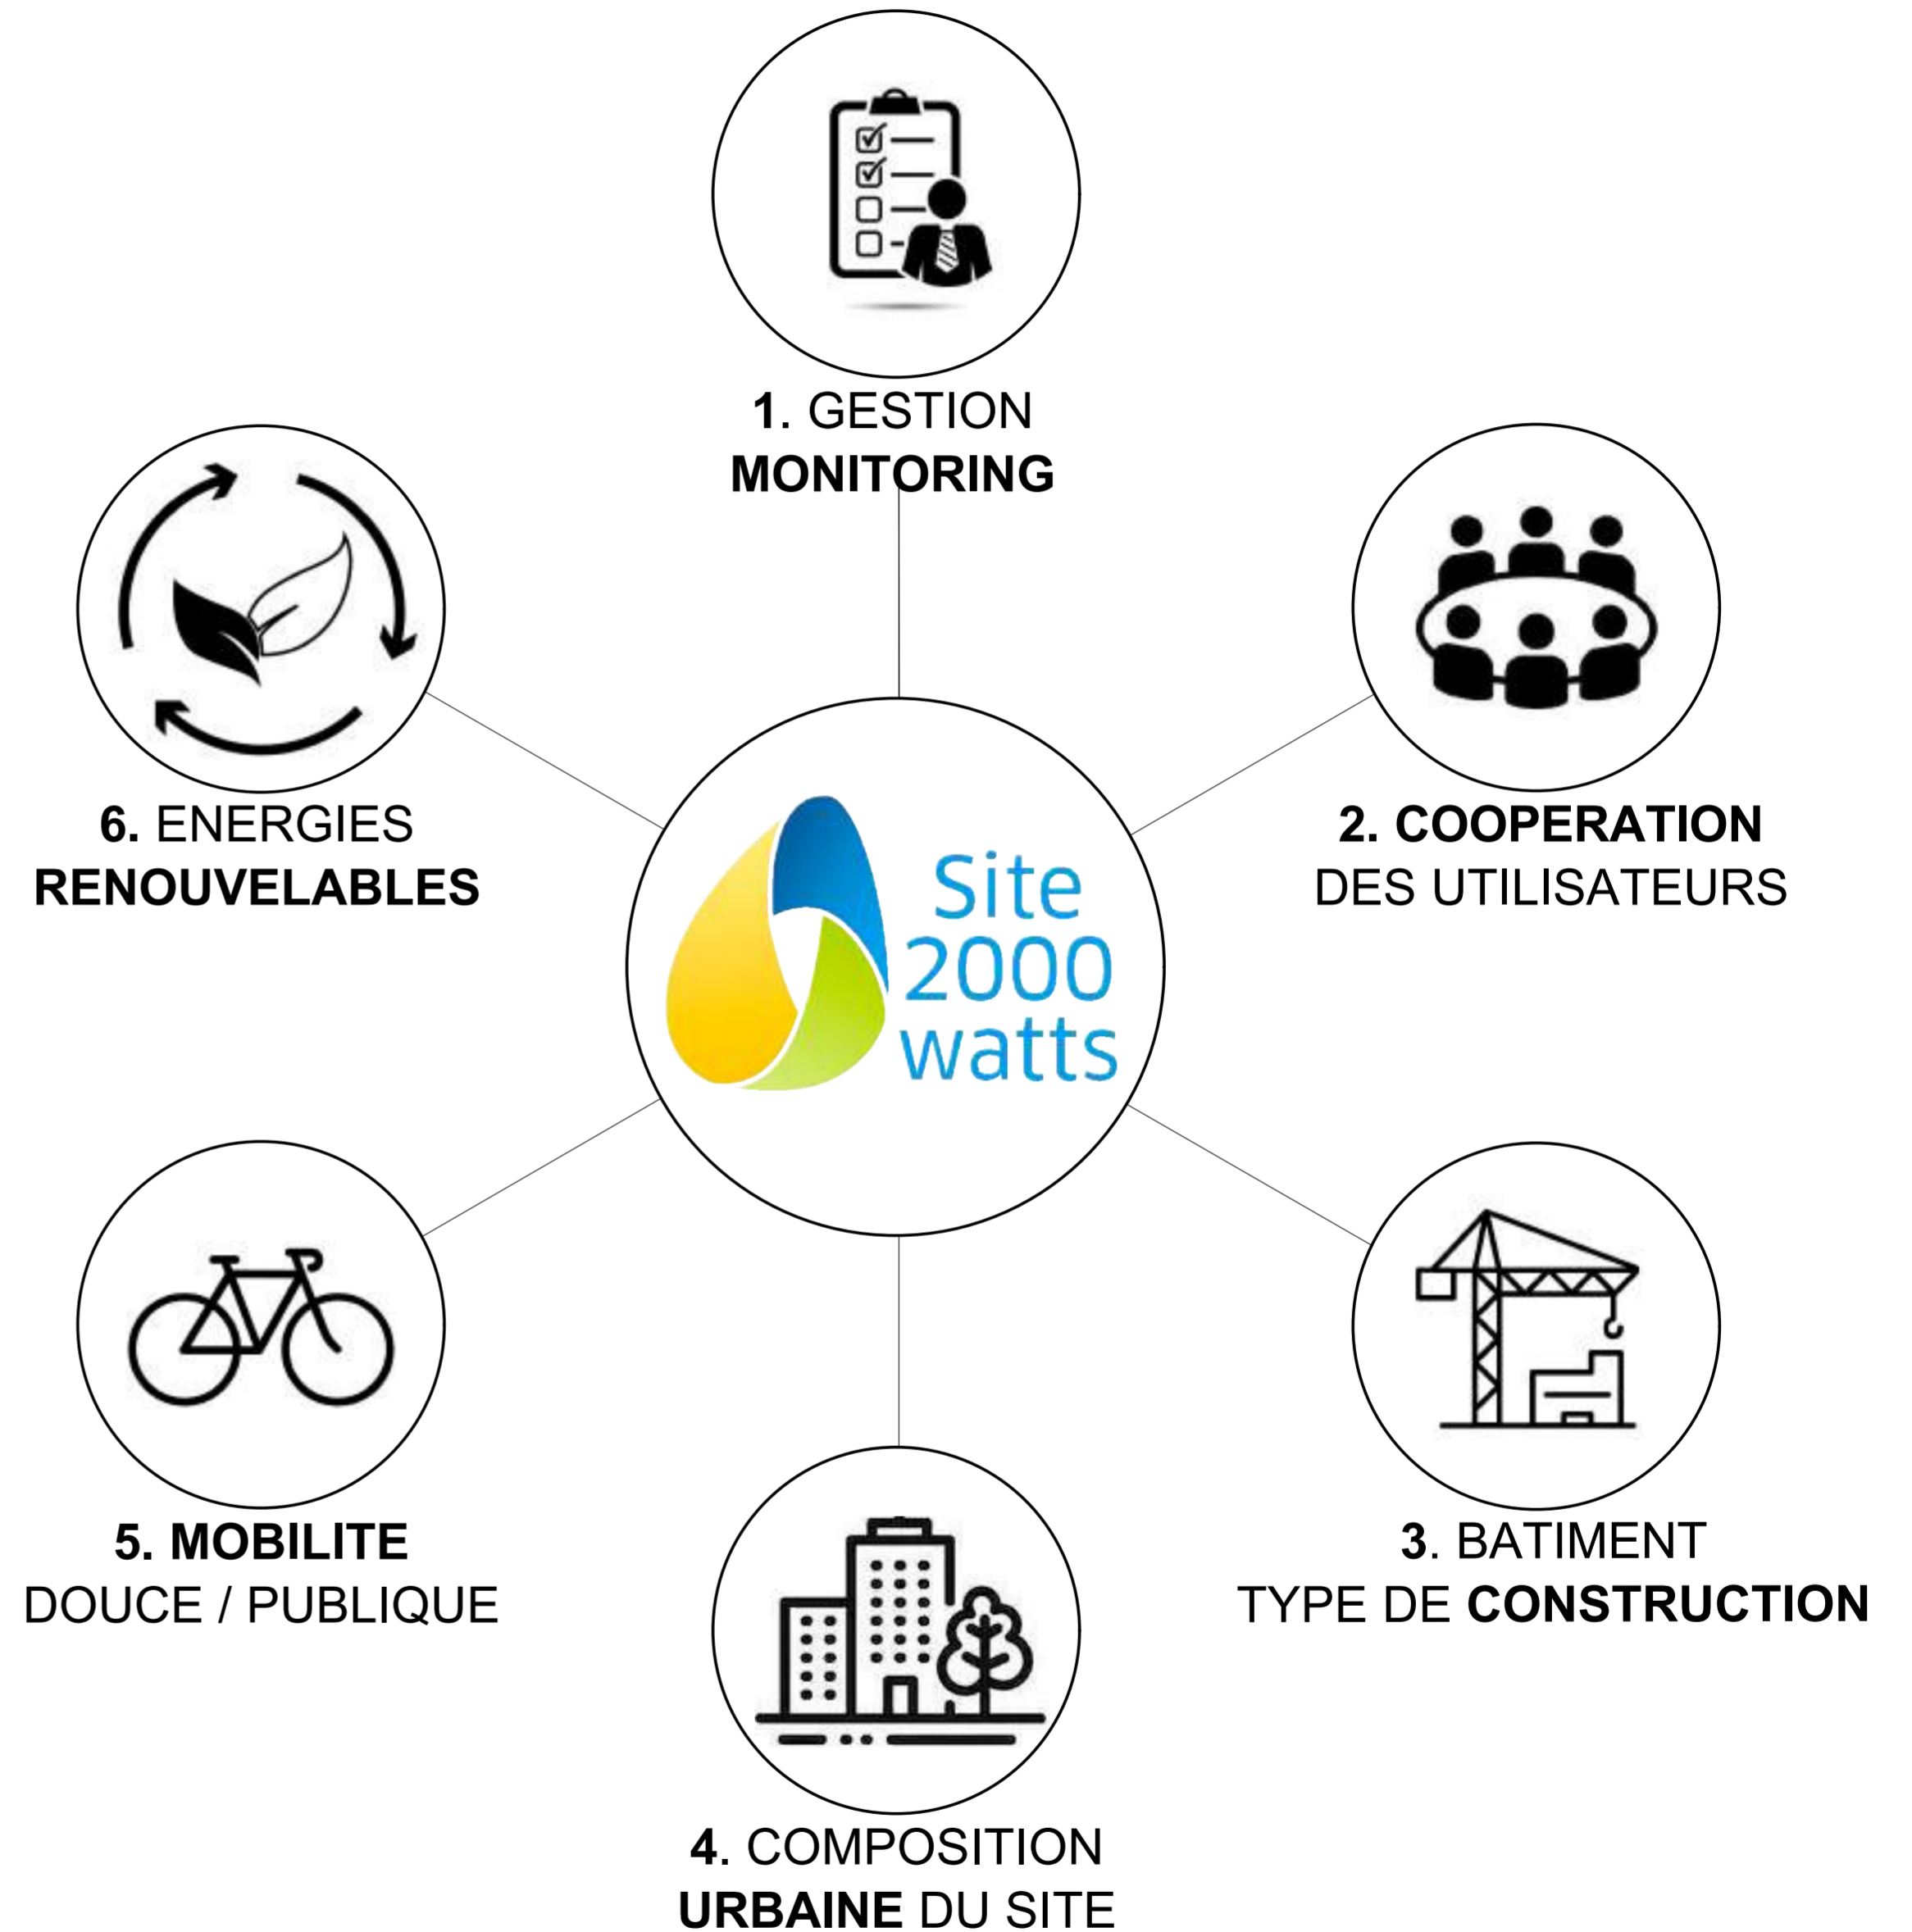 1. GESTION
MONITORING
2. COOPERATION
DES UTILISATEURS
3. BATIMENT
TYPE DE CONSTRUCTION
4. COMPOSITION
URBAINE DU SITE
5. MOBILITE
DOUCE / PUBLIQUE
6. ENERGIES
RENOUVELABLES
Site
2000
watts